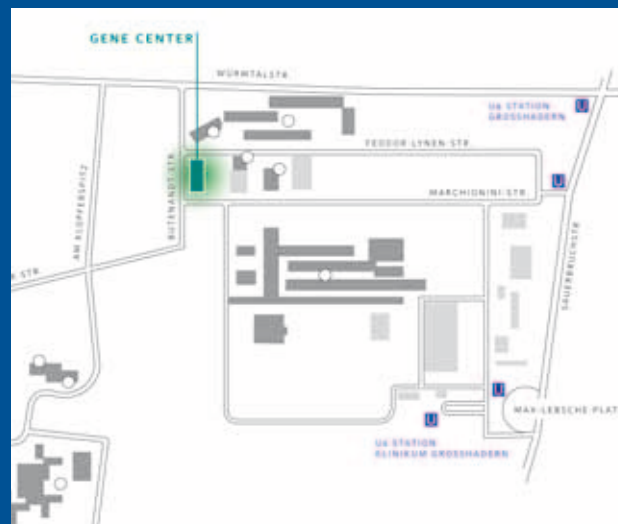 GENE CENTER
WÜRMTALSTR.
U6 STATION
GROSSHADERN
FEODOR LYNEN STR.
BUTENANDT-STR.
AM KLOPFERSPITZ
MARCHIONINI-STR.
STR.
SAUERBRUCHSTR.
MAX-LEBSCHE PLAT
U6 STATION
KLINIKUM GROSSHADERN
U
U
U
U